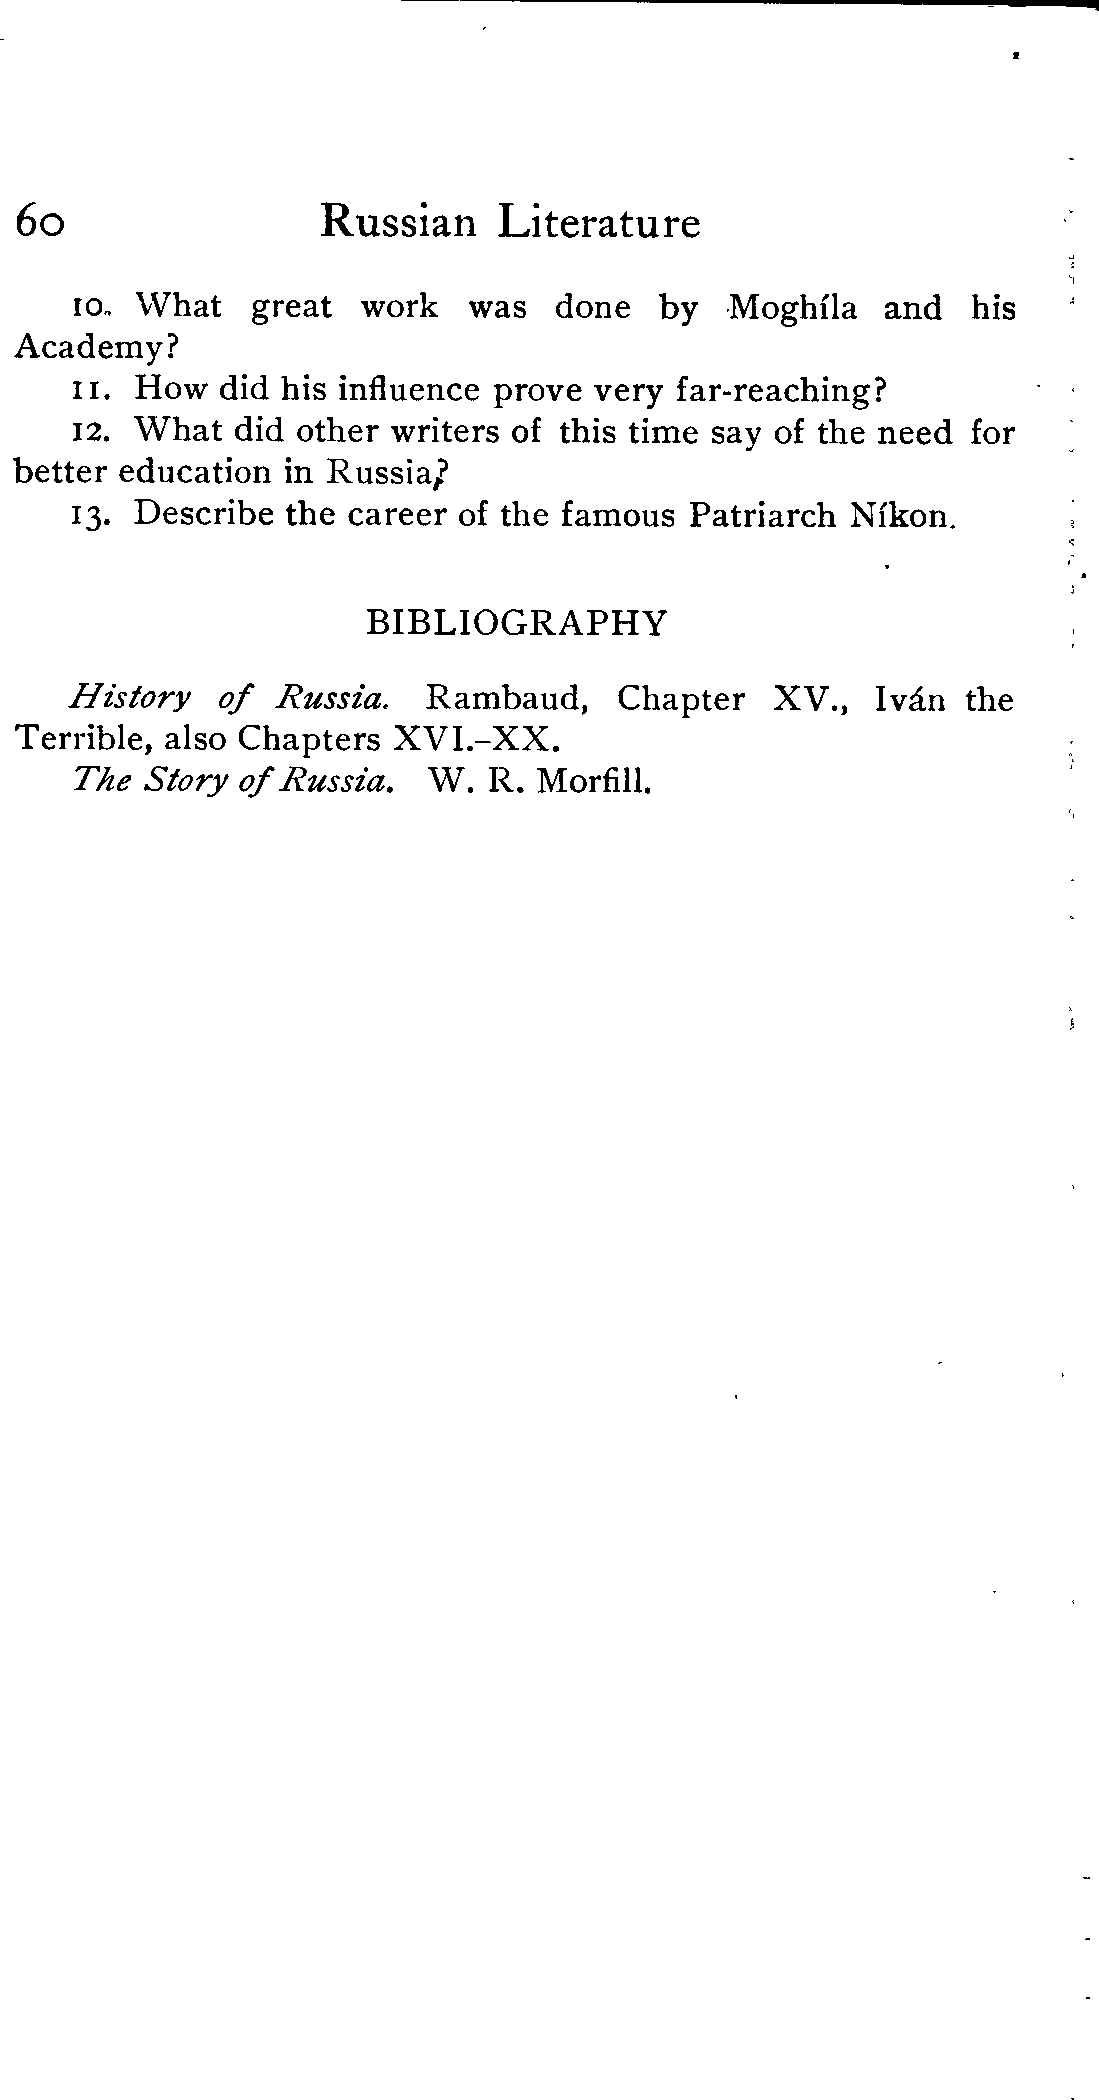 60 Russian Literature
10. What great work was done by Moghíla and his
Academy?
11. How did his influence prove very far-reaching?
12. What did other writers of this time say of the need for
better education in Russia?
13. Describe the career of the famous Patriarch Níkon.
BIBLIOGRAPHY
History of Russia. Rambaud, Chapter XV., Iván the
Terrible, also Chapters XVI.–XX.
The Story of Russia. W. R. Morfill.